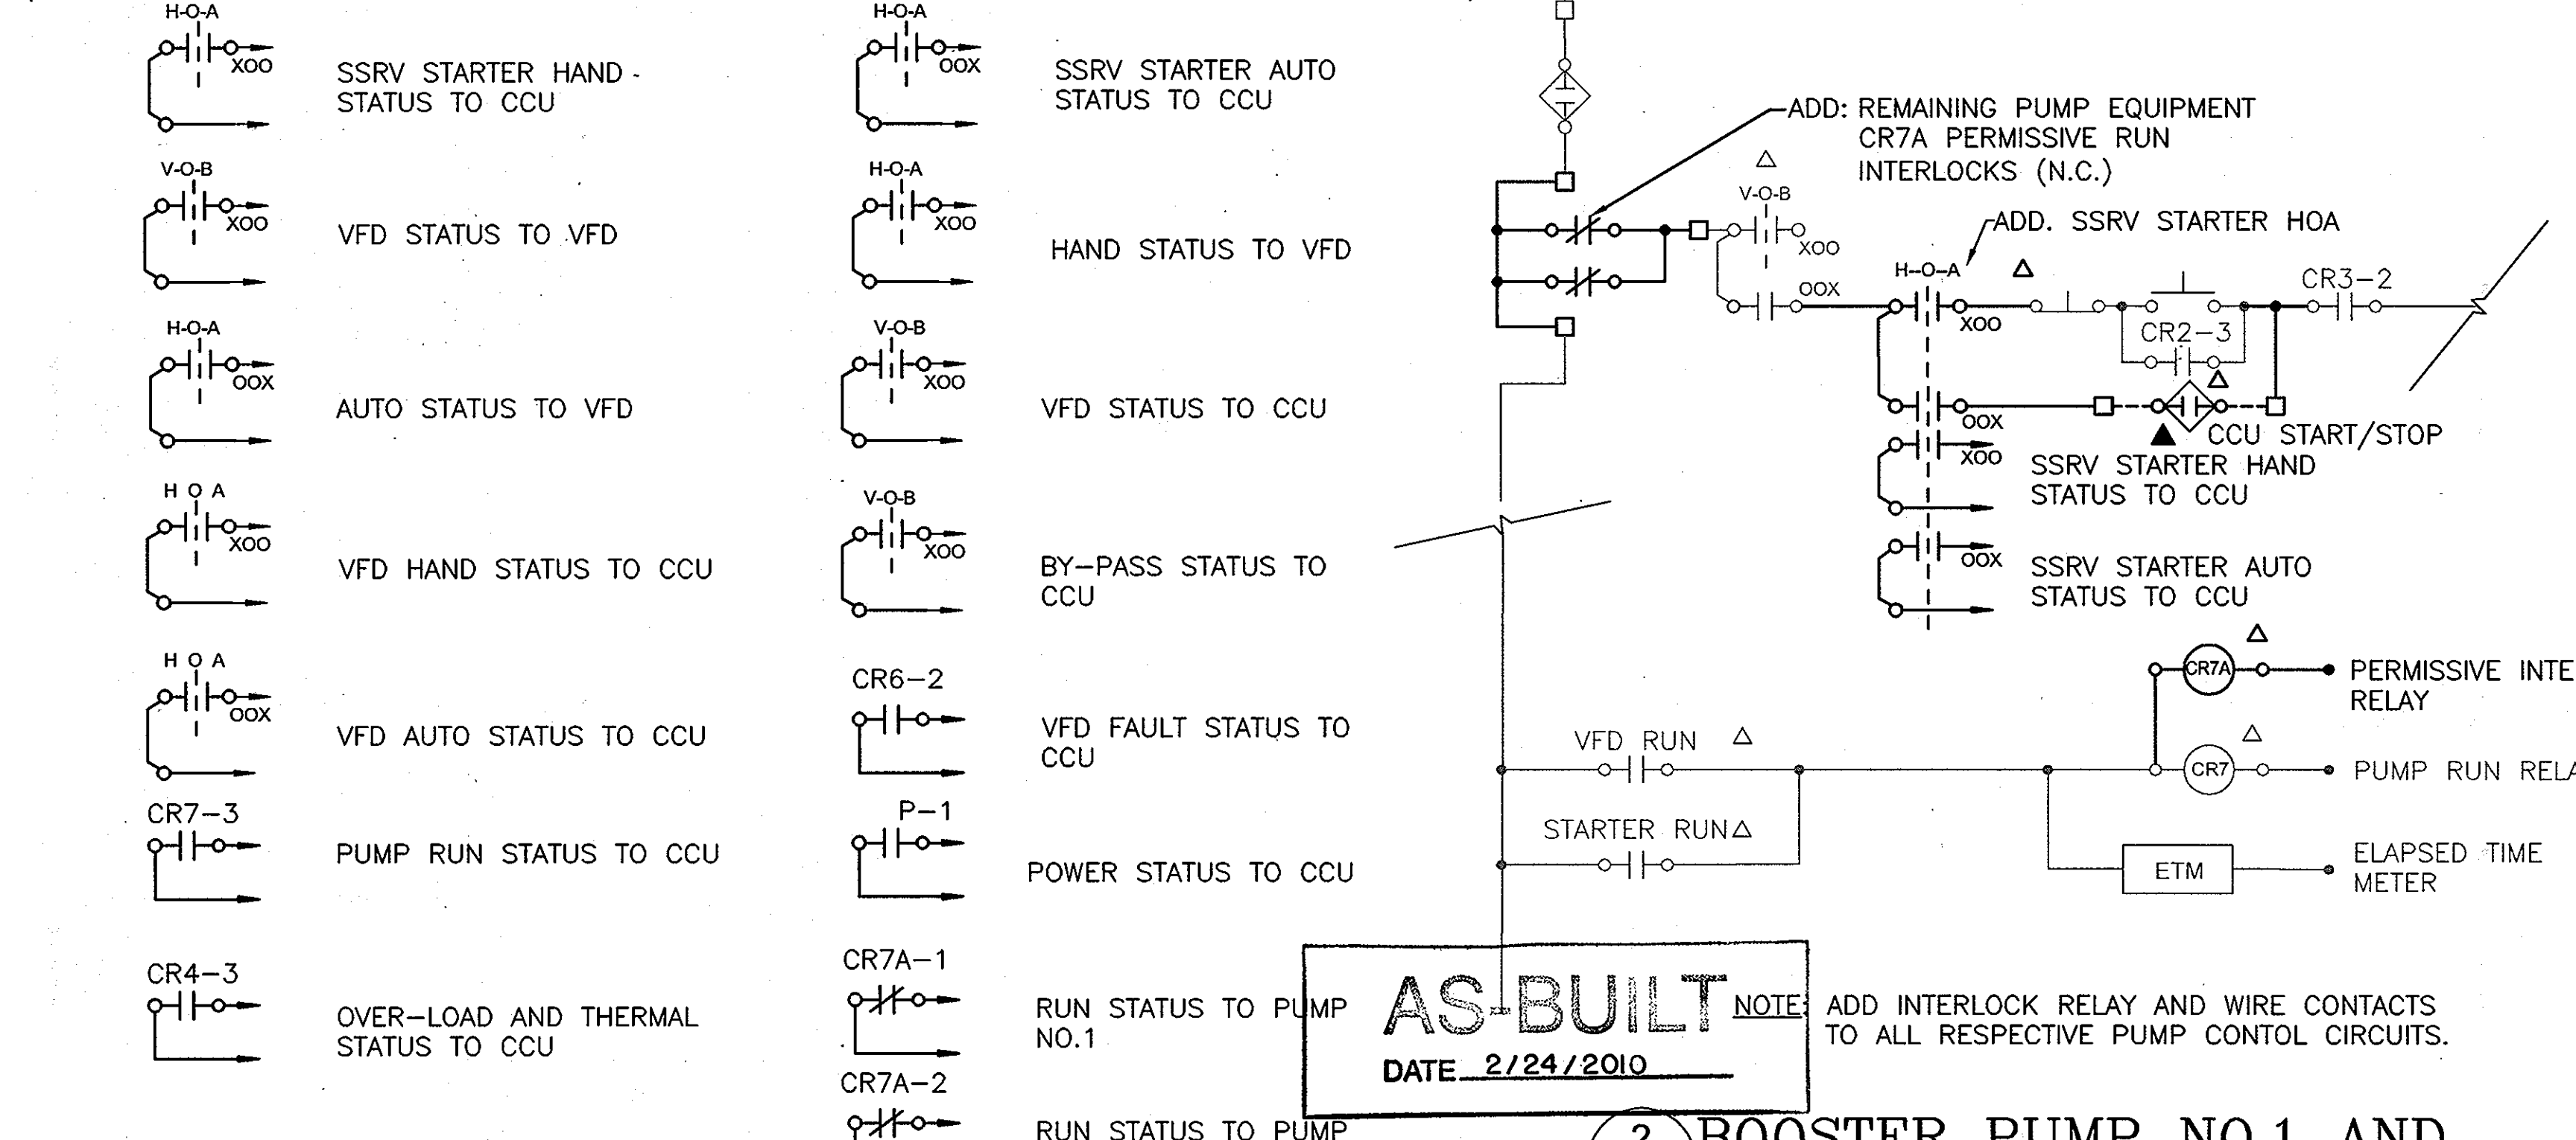 H-O-A
XOO
SSRV STARTER HAND
STATUS TO CCU
V-O-B
XOO
VFD STATUS TO VFD
H-O-A
OOX
AUTO STATUS TO VFD
H O A
XOO
VFD HAND STATUS TO CCU
H O A
OOX
VFD AUTO STATUS TO CCU
CR7-3
PUMP RUN STATUS TO CCU
CR4-3
OVER-LOAD AND THERMAL
STATUS TO CCU
H-O-A
OOX
SSRV STARTER AUTO
STATUS TO CCU
H-O-A
XOO
HAND STATUS TO VFD
V-O-B
XOO
VFD STATUS TO CCU
V-O-B
XOO
BY-PASS STATUS TO
CCU
CR6-2
VFD FAULT STATUS TO
CCU
P-1
POWER STATUS TO CCU
CR7A-1
RUN STATUS TO PUMP
NO.1
CR7A-2
RUN STATUS TO PUMP
ADD: REMAINING PUMP EQUIPMENT
CR7A PERMISSIVE RUN
INTERLOCKS (N.C.)
V-O-B
XOO
OOX
ADD. SSRV STARTER HOA
H-O-A
XOO
CR3-2
CR2-3
OOX
CCU START/STOP
XOO
SSRV STARTER HAND
STATUS TO CCU
OOX
SSRV STARTER AUTO
STATUS TO CCU
CR7A
PERMISSIVE INTE
RELAY
VFD RUN
CR7
PUMP RUN RELA
STARTER RUN
ETM
ELAPSED TIME
METER
AS-BUILT
DATE 2/24/2010
NOTE: ADD INTERLOCK RELAY AND WIRE CONTACTS
TO ALL RESPECTIVE PUMP CONTOL CIRCUITS.
2
BOOSTER PUMP NO.1 AND